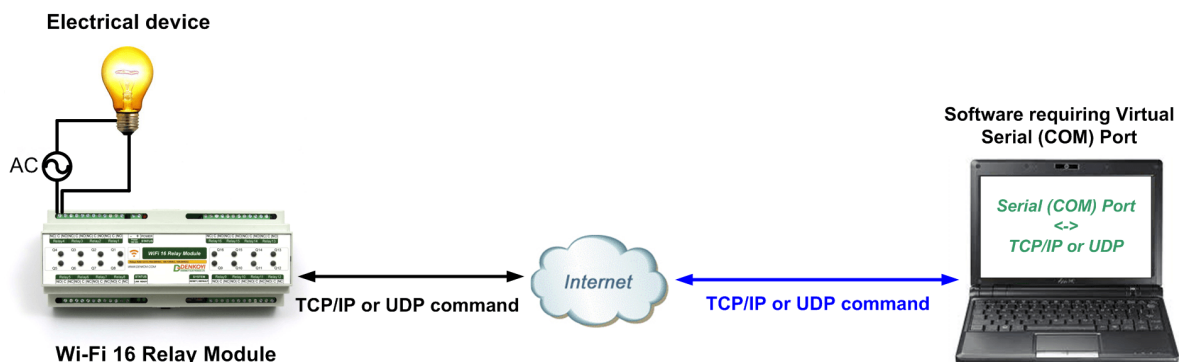 Electrical device
AC
WiFi 16 Relay Module
DENKOVI
Wi-Fi 16 Relay Module
TCP/IP or UDP command
Internet
TCP/IP or UDP command
Software requiring Virtual
Serial (COM) Port
Serial (COM) Port
<->
TCP/IP or UDP